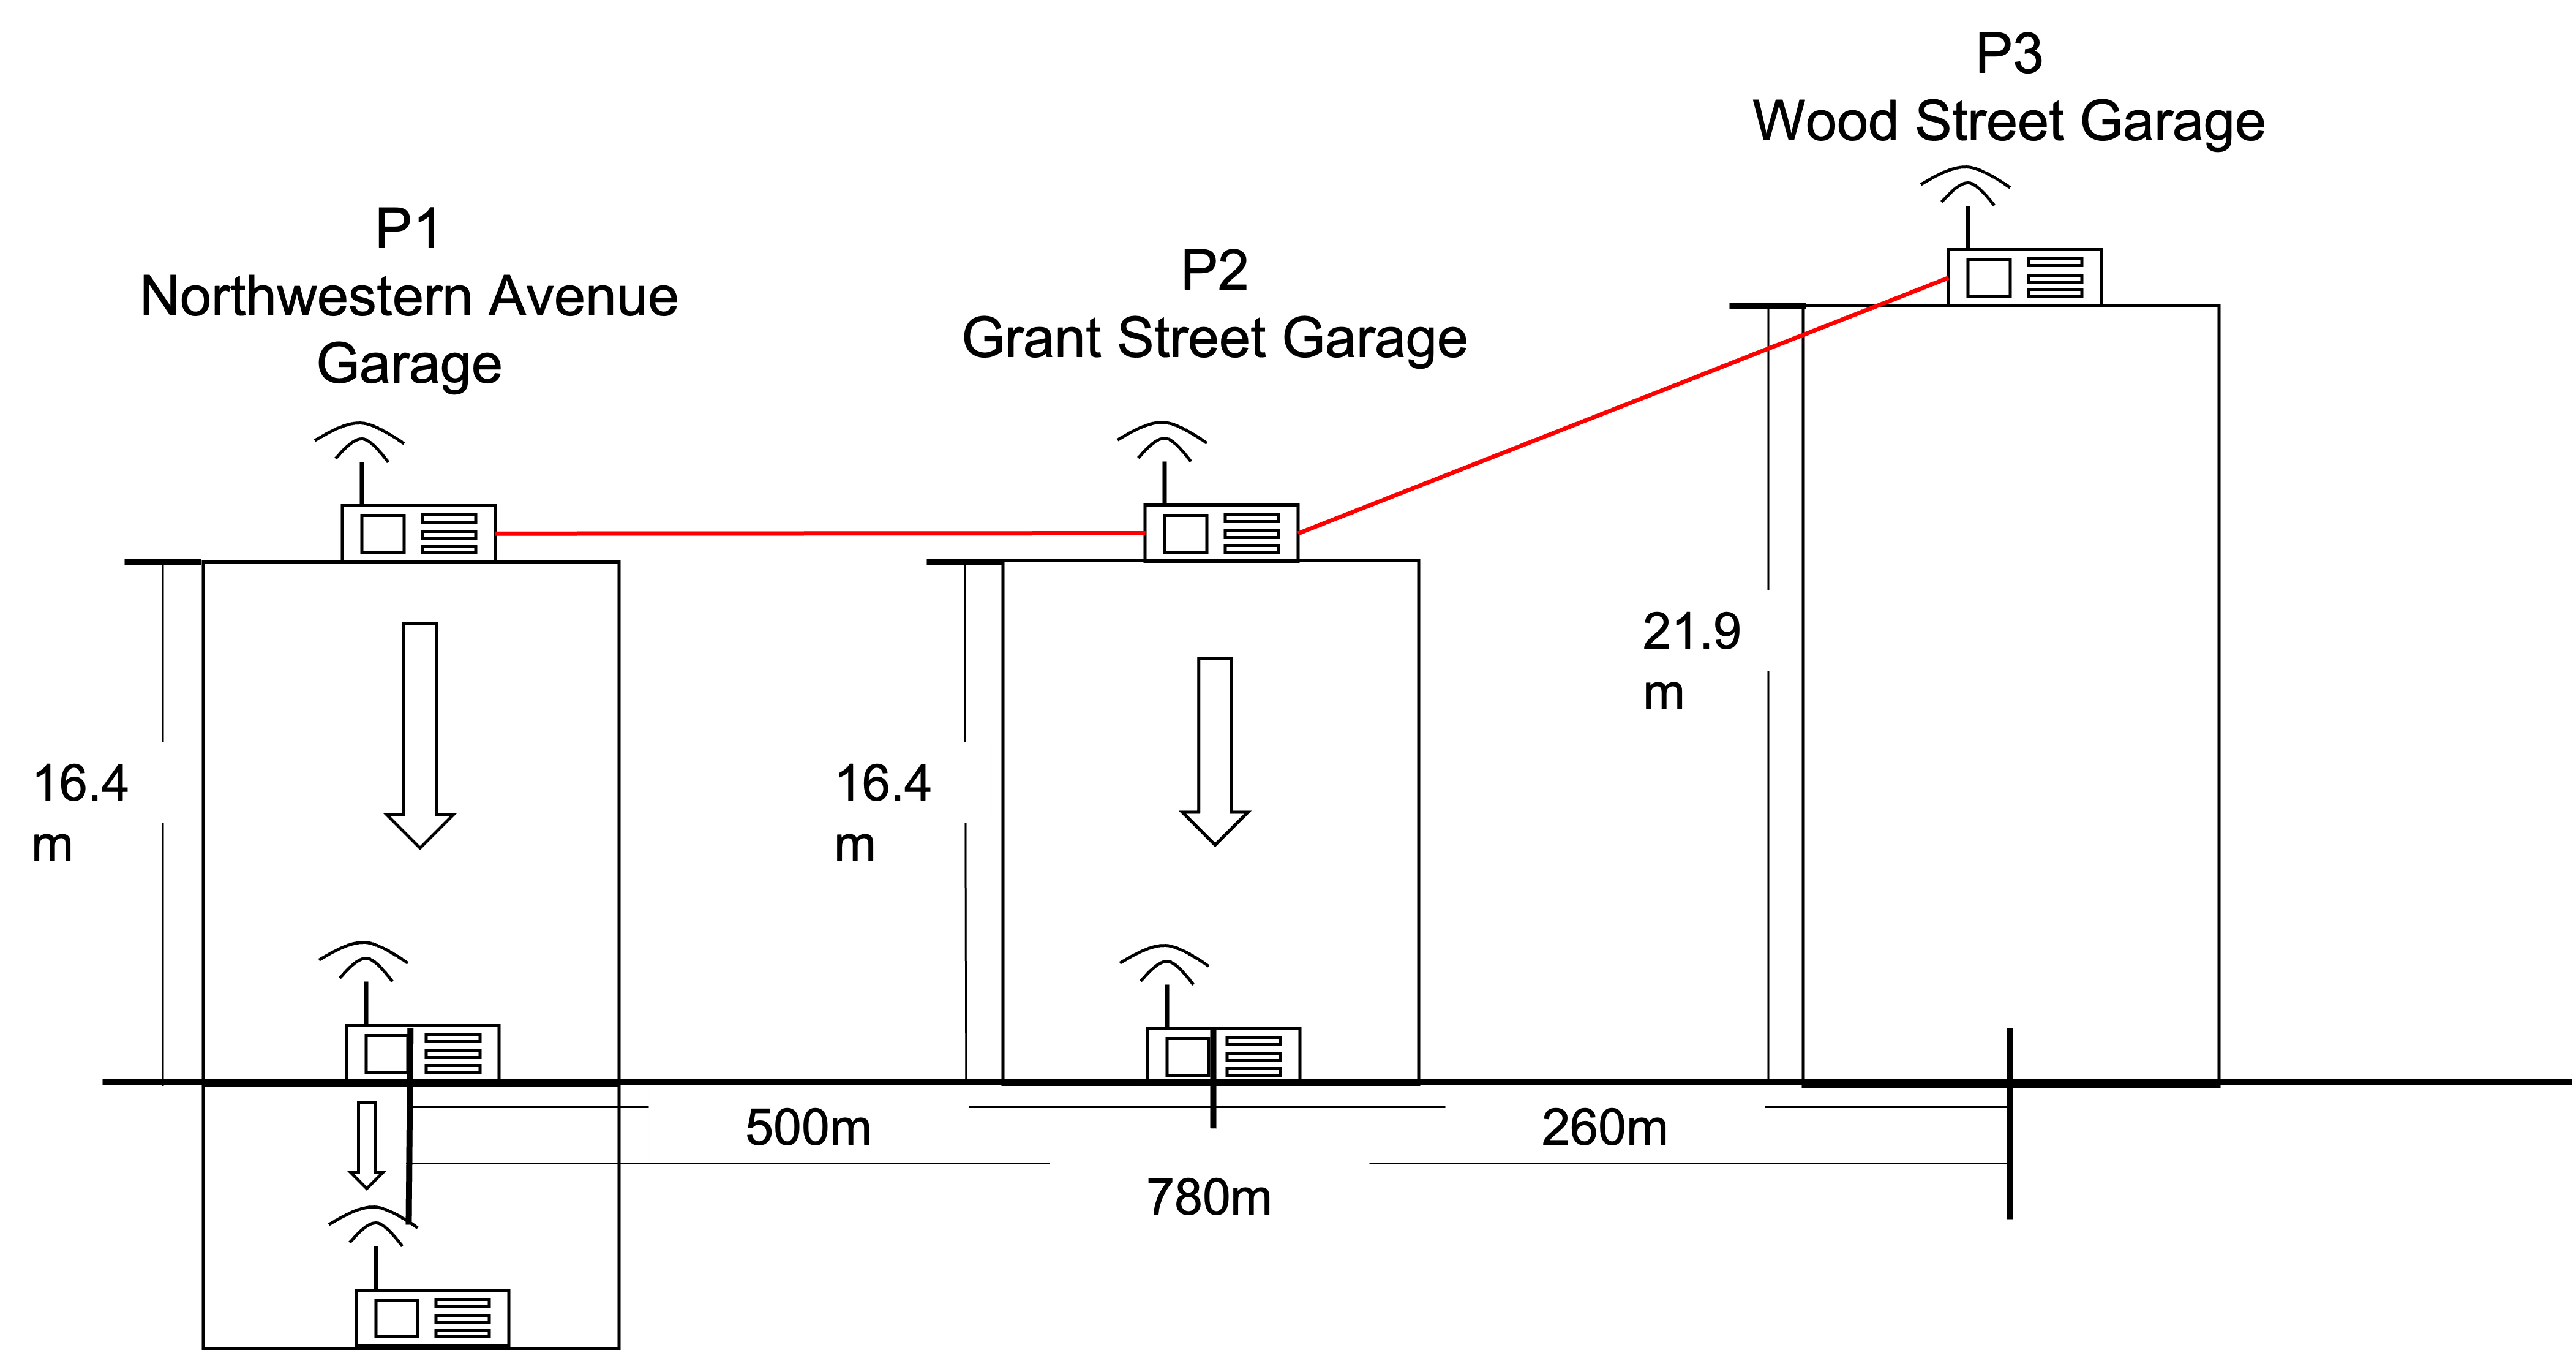 P3
Wood Street Garage
P1
Northwestern Avenue
Garage
P2
Grant Street Garage
21.9
m
16.4
m
16.4
m
500m
260m
780m